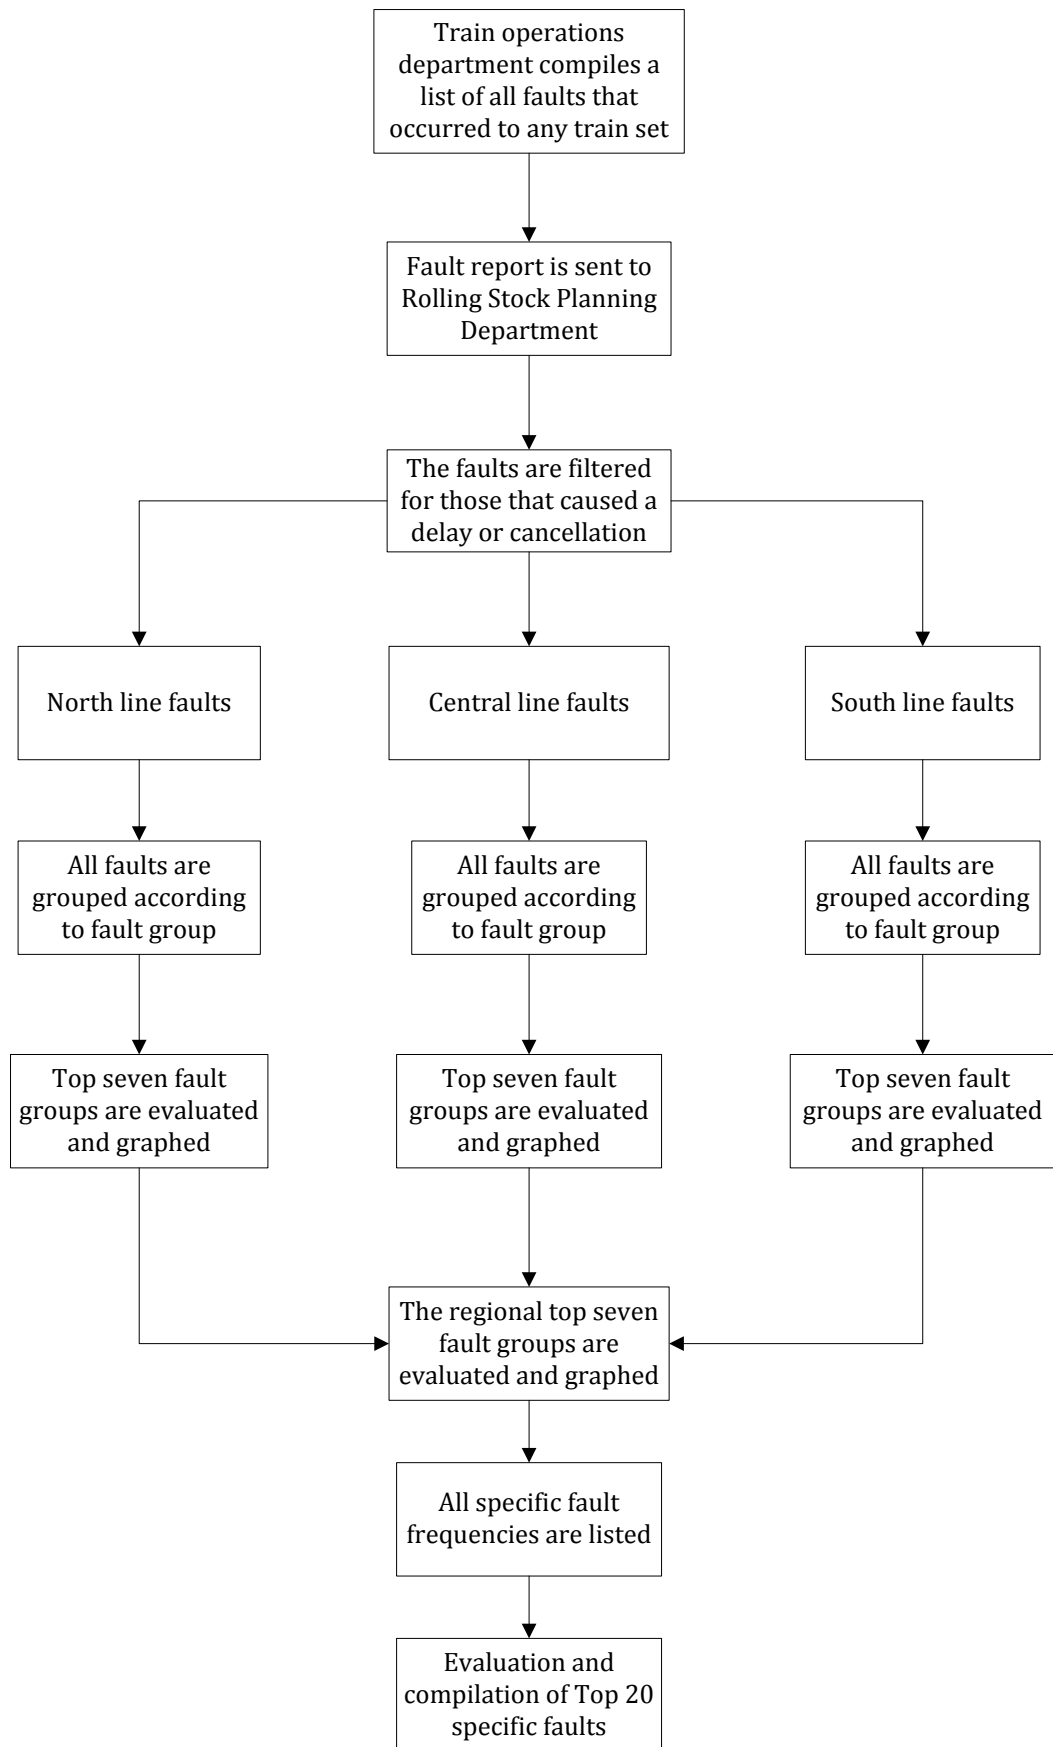 Train operations
department compiles a
list of all faults that
occurred to any train set
Fault report is sent to
Rolling Stock Planning
Department
The faults are filtered
for those that caused a
delay or cancellation
North line faults
Central line faults
South line faults
All faults are
grouped according
to fault group
All faults are
grouped according
to fault group
All faults are
grouped according
to fault group
Top seven fault
groups are evaluated
and graphed
Top seven fault
groups are evaluated
and graphed
Top seven fault
groups are evaluated
and graphed
The regional top seven
fault groups are
evaluated and graphed
All specific fault
frequencies are listed
Evaluation and
compilation of Top 20
specific faults